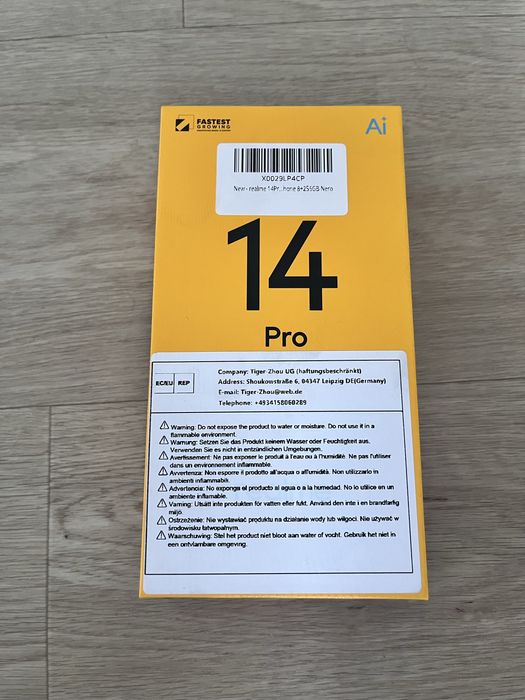 FASTEST
GROWING
Ai
X0029LP4CP
New - realme 14Pr...hone 8+256GB Nero
14
Pro
EC/EU REP
Company: Tiger-Zhou UG (haftungsbeschränkt)
Address: Shoukowstraße 6, 04347 Leipzig DE(Germany)
E-mail: Tiger-Zhou@web.de
Telephone: +4934158060289
⚠ Warning: Do not expose the product to water or moisture. Do not use it in a
flammable environment.
⚠ Warnung: Setzen Sie das Produkt keinem Wasser oder Feuchtigkeit aus.
Verwenden Sie es nicht in entzündlichen Umgebungen.
⚠ Avertissement: Ne pas exposer le produit à l'eau ou à l'humidité. Ne pas l'utiliser
dans un environnement inflammable.
⚠ Avvertenza: Non esporre il prodotto all'acqua o all'umidità. Non utilizzarlo in
ambienti infiammabili.
⚠ Advertencia: No exponga el producto al agua o a la humedad. No lo utilice en un
ambiente inflamable.
⚠ Varning: Utsätt inte produkten för vatten eller fukt. Använd den inte i en brandfarlig
miljö.
⚠ Ostrzeżenie: Nie wystawiać produktu na działanie wody lub wilgoci. Nie używać w
środowisku łatwopalnym.
⚠ Waarschuwing: Stel het product niet bloot aan water of vocht. Gebruik het niet in
een ontvlambare omgeving.